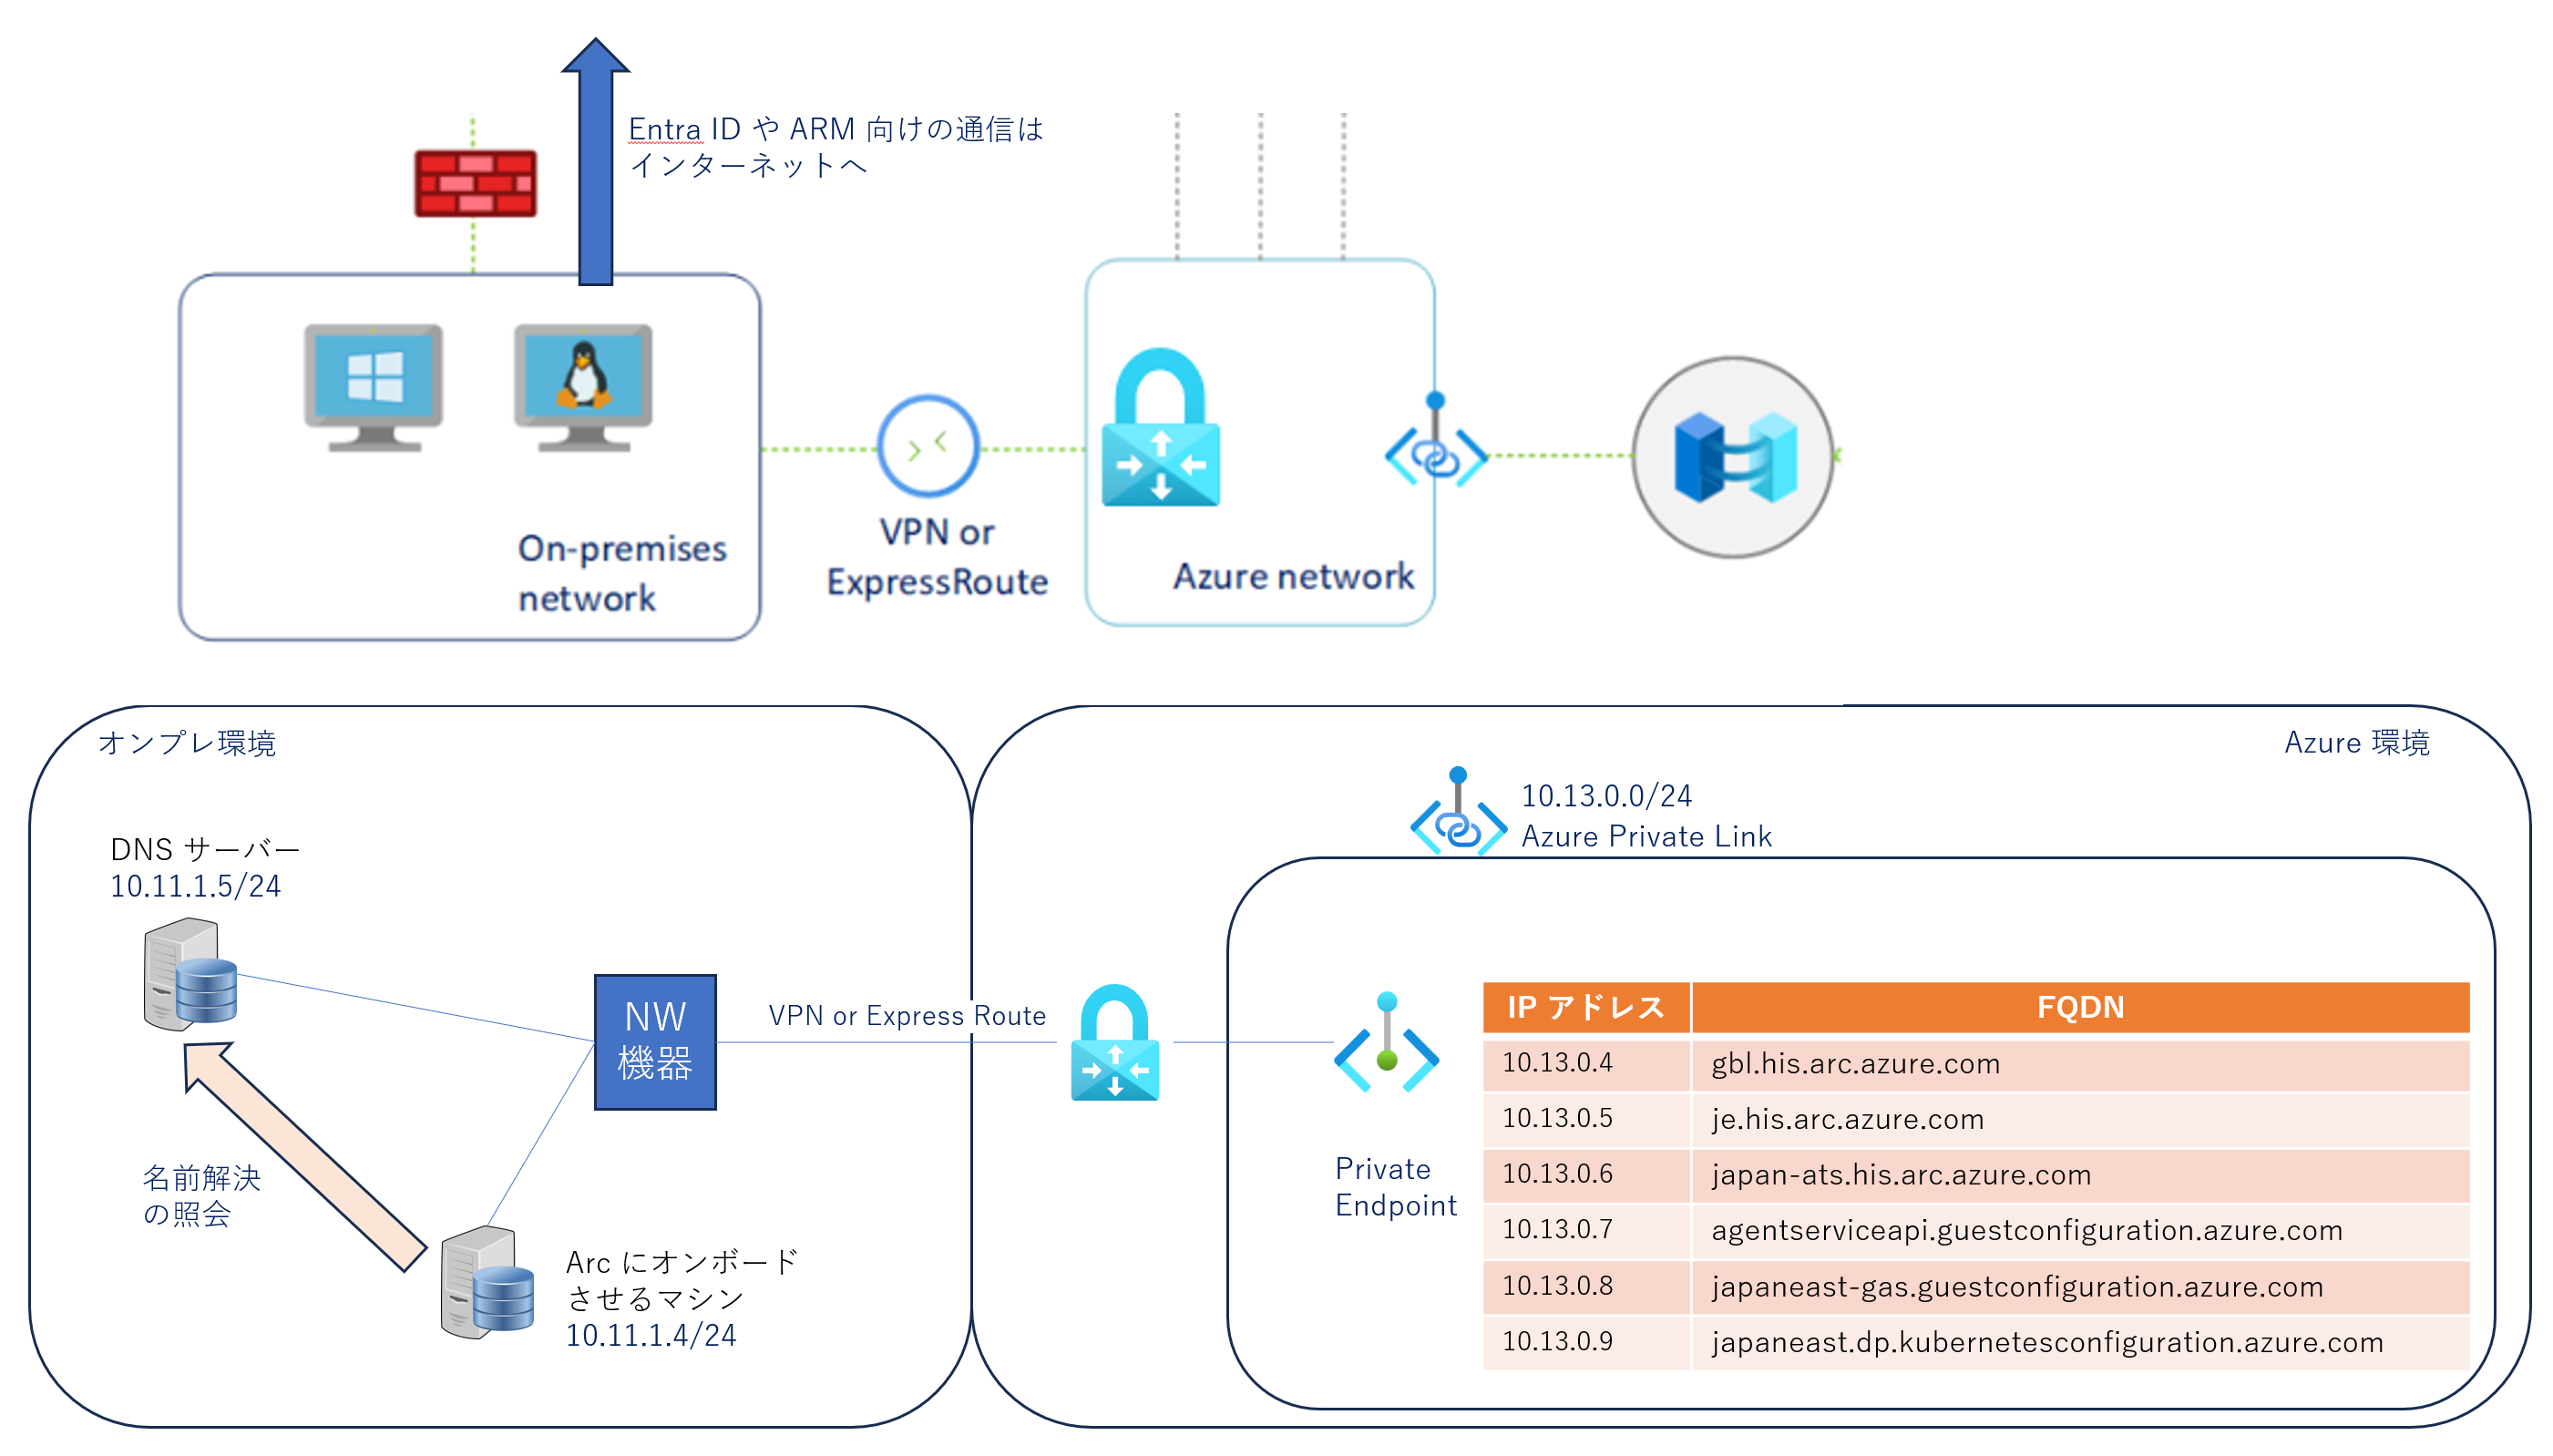 Entra ID や ARM 向けの通信は
インターネットへ
On-premises
network
VPN or
ExpressRoute
Azure network
オンプレ環境
Azure 環境
10.13.0.0/24
Azure Private Link
DNS サーバー
10.11.1.5/24
NW
機器
VPN or Express Route
名前解決
の照会
Arc にオンボード
させるマシン
10.11.1.4/24
Private
Endpoint
IP アドレス FQDN
10.13.0.4 gbl.his.arc.azure.com
10.13.0.5 je.his.arc.azure.com
10.13.0.6 japan-ats.his.arc.azure.com
10.13.0.7 agentserviceapi.guestconfiguration.azure.com
10.13.0.8 japaneast-gas.guestconfiguration.azure.com
10.13.0.9 japaneast.dp.kubernetesconfiguration.azure.com